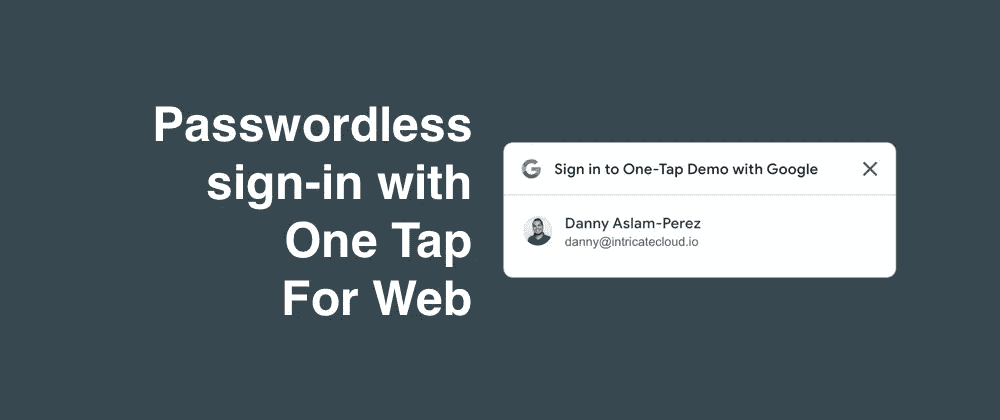 Passwordless
sign-in with
One Tap
For Web
Sign in to One-Tap Demo with Google
Danny Aslam-Perez
danny@intricatecloud.io